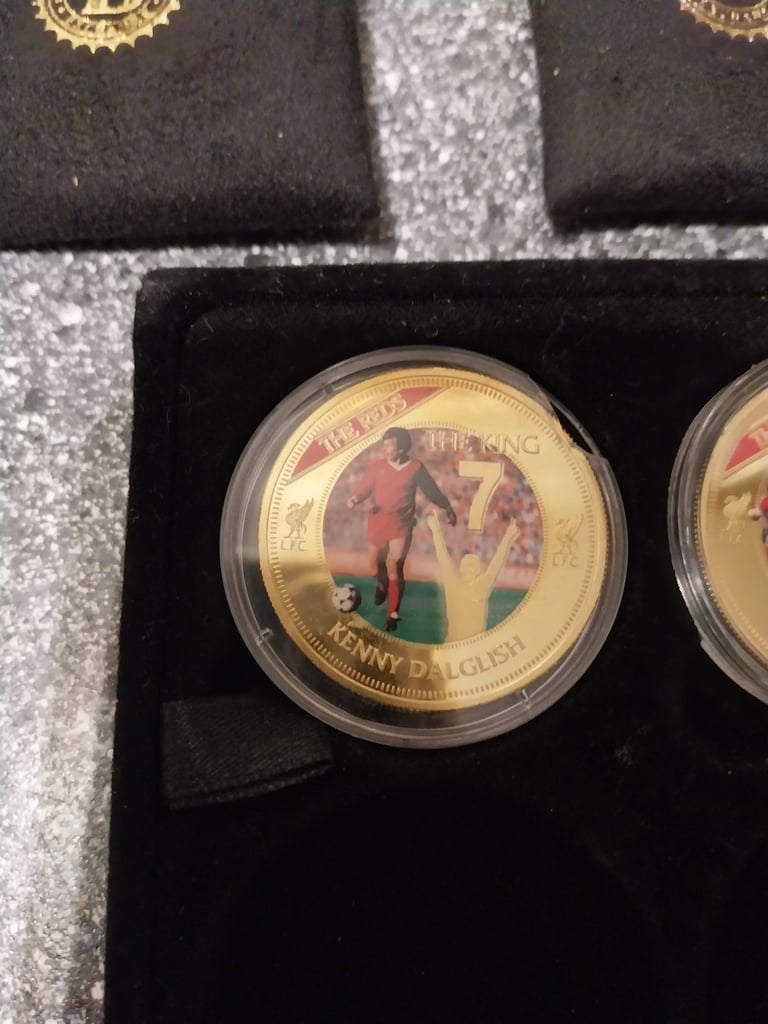 THE REDS
THE KING
7
LFC
LFC
KENNY DALGLISH